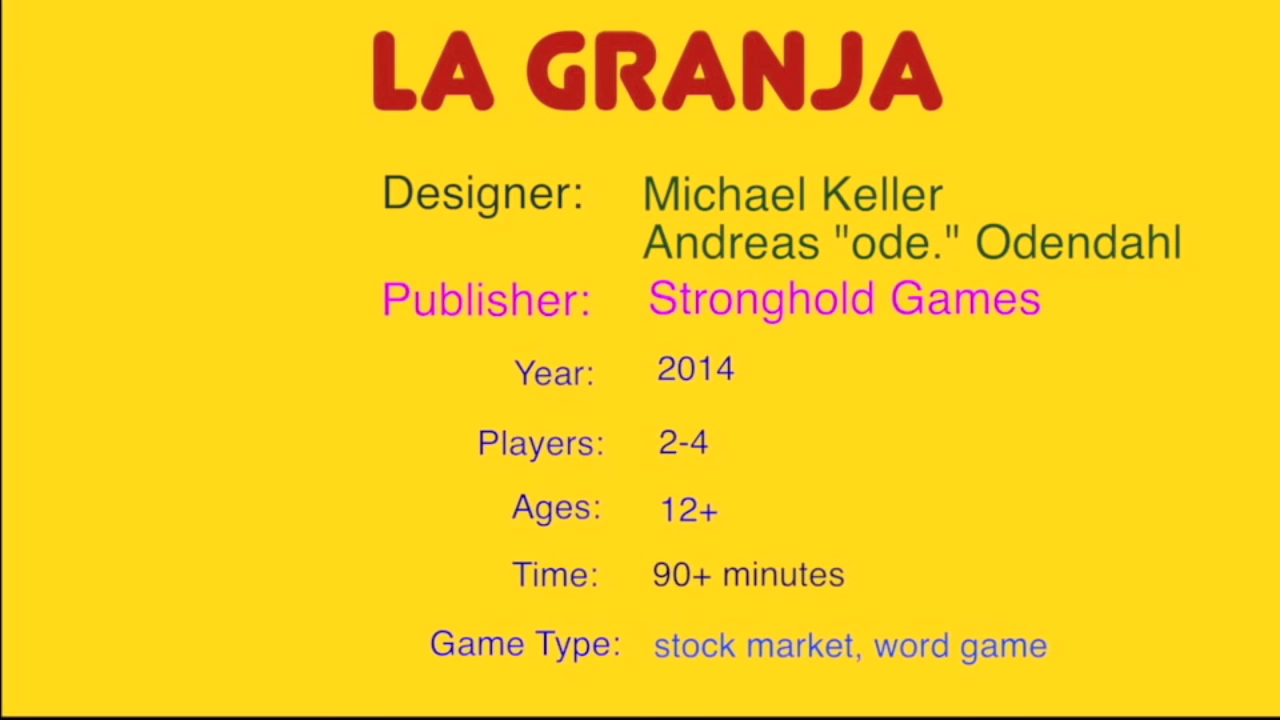 LA GRANJA
Designer: Michael Keller
Andreas "ode." Odendahl
Publisher: Stronghold Games
Year: 2014
Players: 2-4
Ages: 12+
Time: 90+ minutes
Game Type: stock market, word game